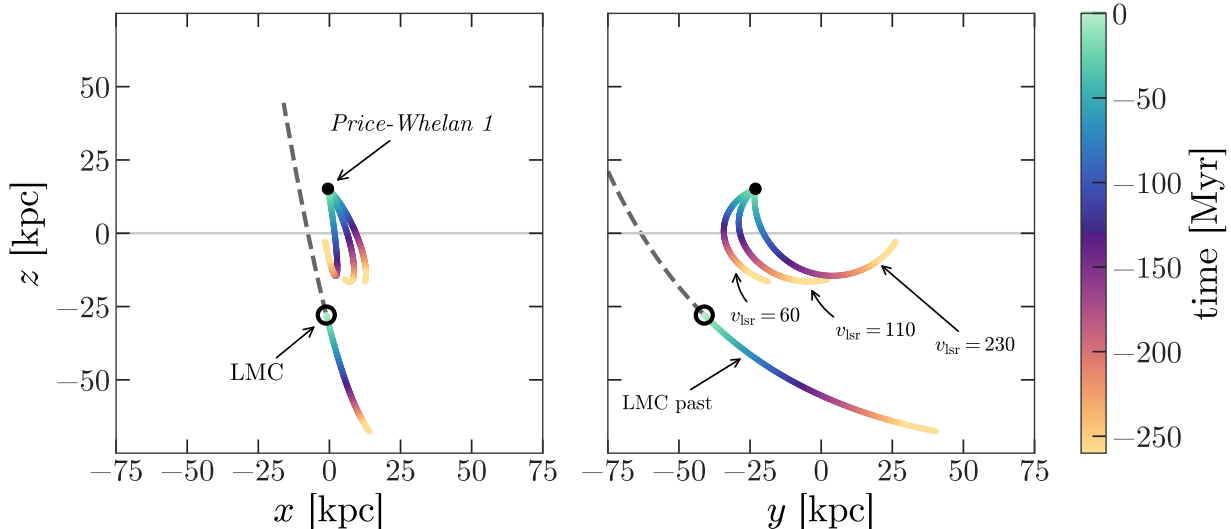 50
25
0
−25
−50
z [kpc]
−75
−50
−25
0
25
50
75
x [kpc]
Price-Whelan 1
LMC
−75
−50
−25
0
25
50
75
y [kpc]
v_lsr = 60
v_lsr = 110
v_lsr = 230
LMC past
0
−50
−100
−150
−200
−250
time [Myr]